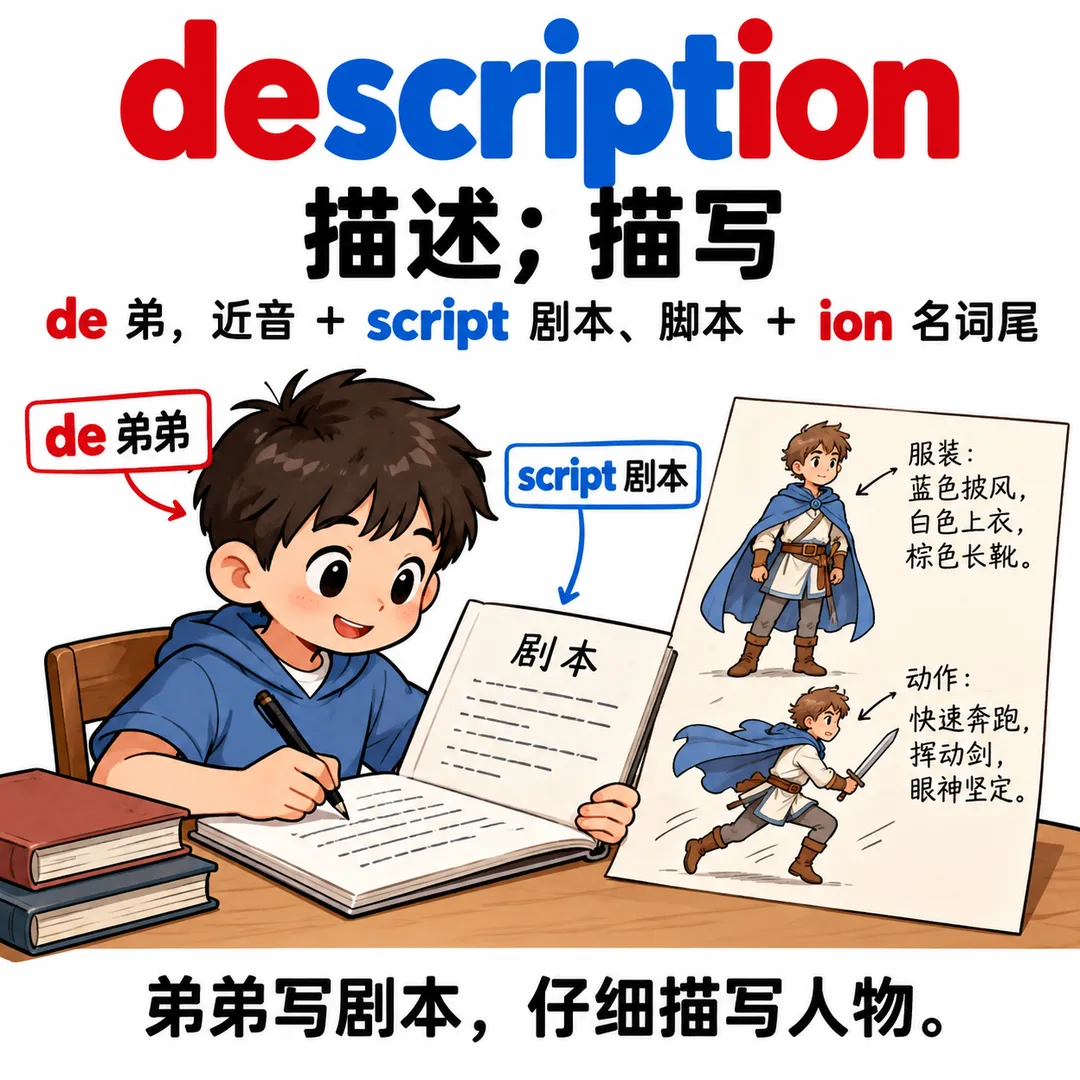 description
描述；描写
de 弟，近音 + script 剧本、脚本 + ion 名词尾
de 弟弟
script 剧本
剧本
服装：
蓝色披风，
白色上衣，
棕色长靴。
动作：
快速奔跑，
挥动剑，
眼神坚定。
弟弟写剧本，仔细描写人物。